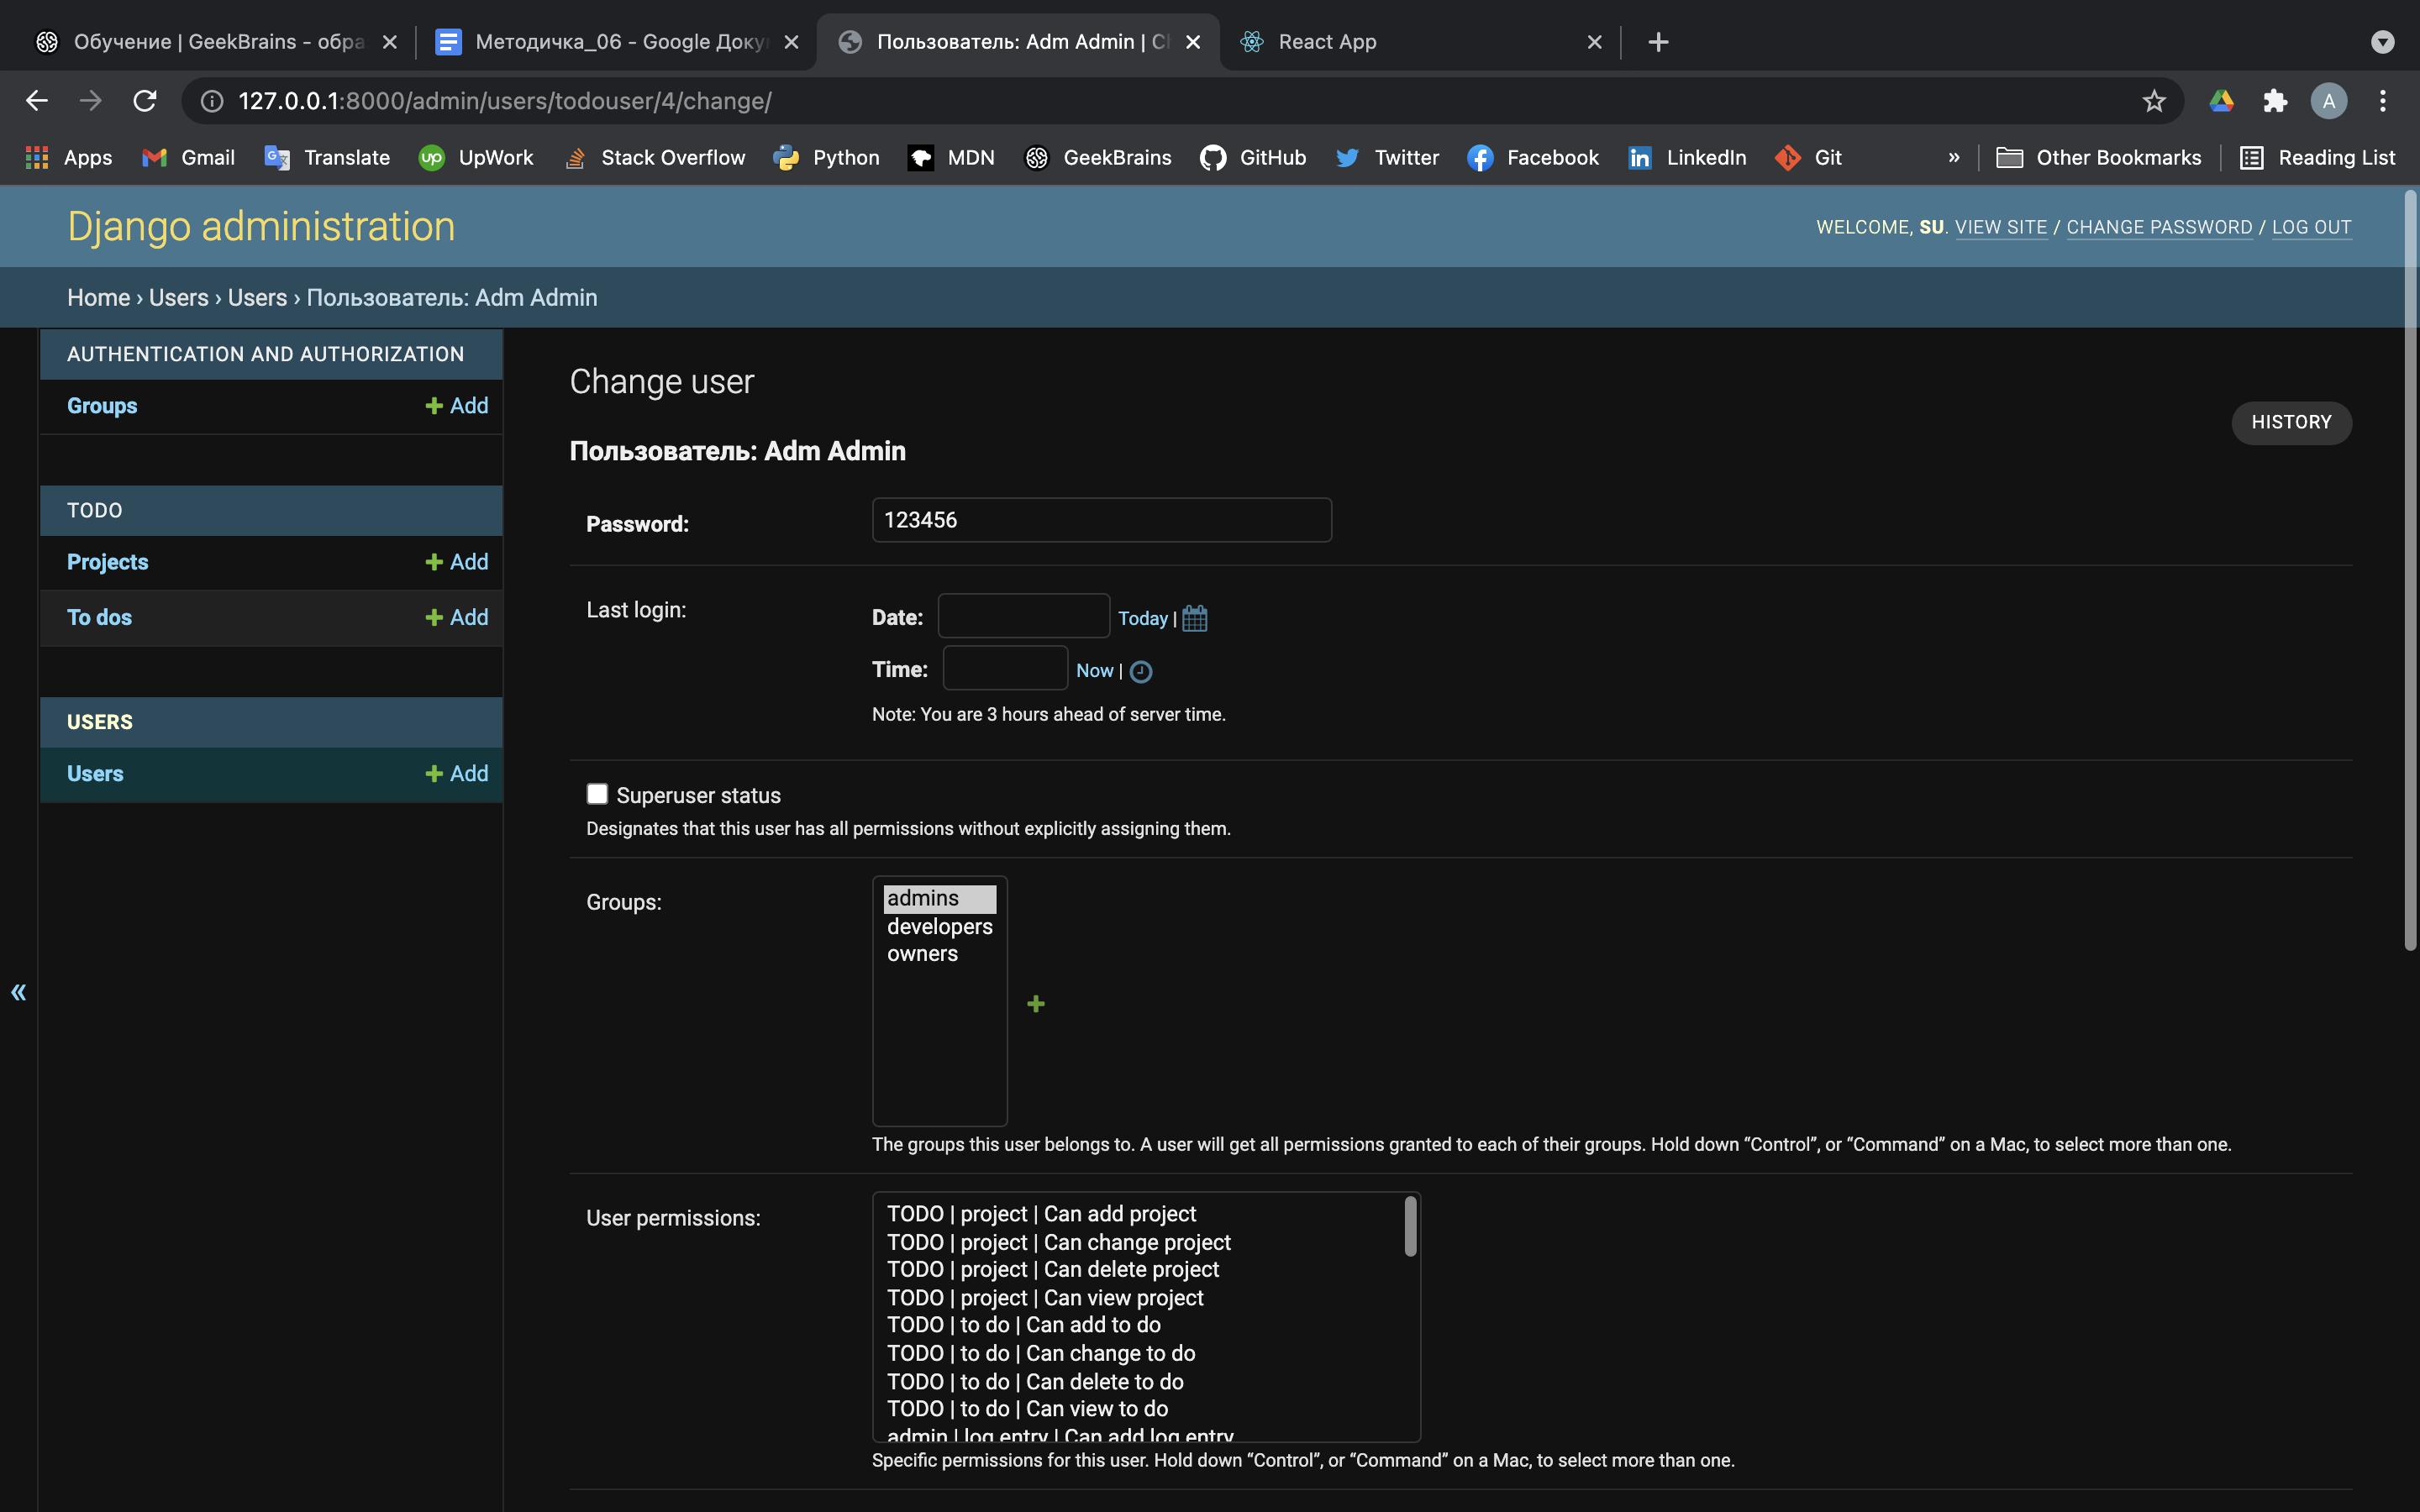 Обучение | GeekBrains - обра
Методичка_06 - Google Доку
Пользователь: Adm Admin | Ch
React App
127.0.0.1:8000/admin/users/todouser/4/change/
A
Apps
Gmail
Translate
UpWork
Stack Overflow
Python
MDN
GeekBrains
GitHub
Twitter
Facebook
LinkedIn
Git
»
Other Bookmarks
Reading List
Django administration
WELCOME, SU. VIEW SITE / CHANGE PASSWORD / LOG OUT
Home › Users › Users › Пользователь: Adm Admin
AUTHENTICATION AND AUTHORIZATION
Groups + Add
TODO
Projects + Add
To dos + Add
USERS
Users + Add
«
Change user
HISTORY
Пользователь: Adm Admin
Password: 123456
Last login: Date: Today |
Time: Now |
Note: You are 3 hours ahead of server time.
Superuser status
Designates that this user has all permissions without explicitly assigning them.
Groups:
admins
developers
owners
The groups this user belongs to. A user will get all permissions granted to each of their groups. Hold down “Control”, or “Command” on a Mac, to select more than one.
User permissions:
TODO | project | Can add project
TODO | project | Can change project
TODO | project | Can delete project
TODO | project | Can view project
TODO | to do | Can add to do
TODO | to do | Can change to do
TODO | to do | Can delete to do
TODO | to do | Can view to do
admin | log entry | Can add log entry
Specific permissions for this user. Hold down “Control”, or “Command” on a Mac, to select more than one.